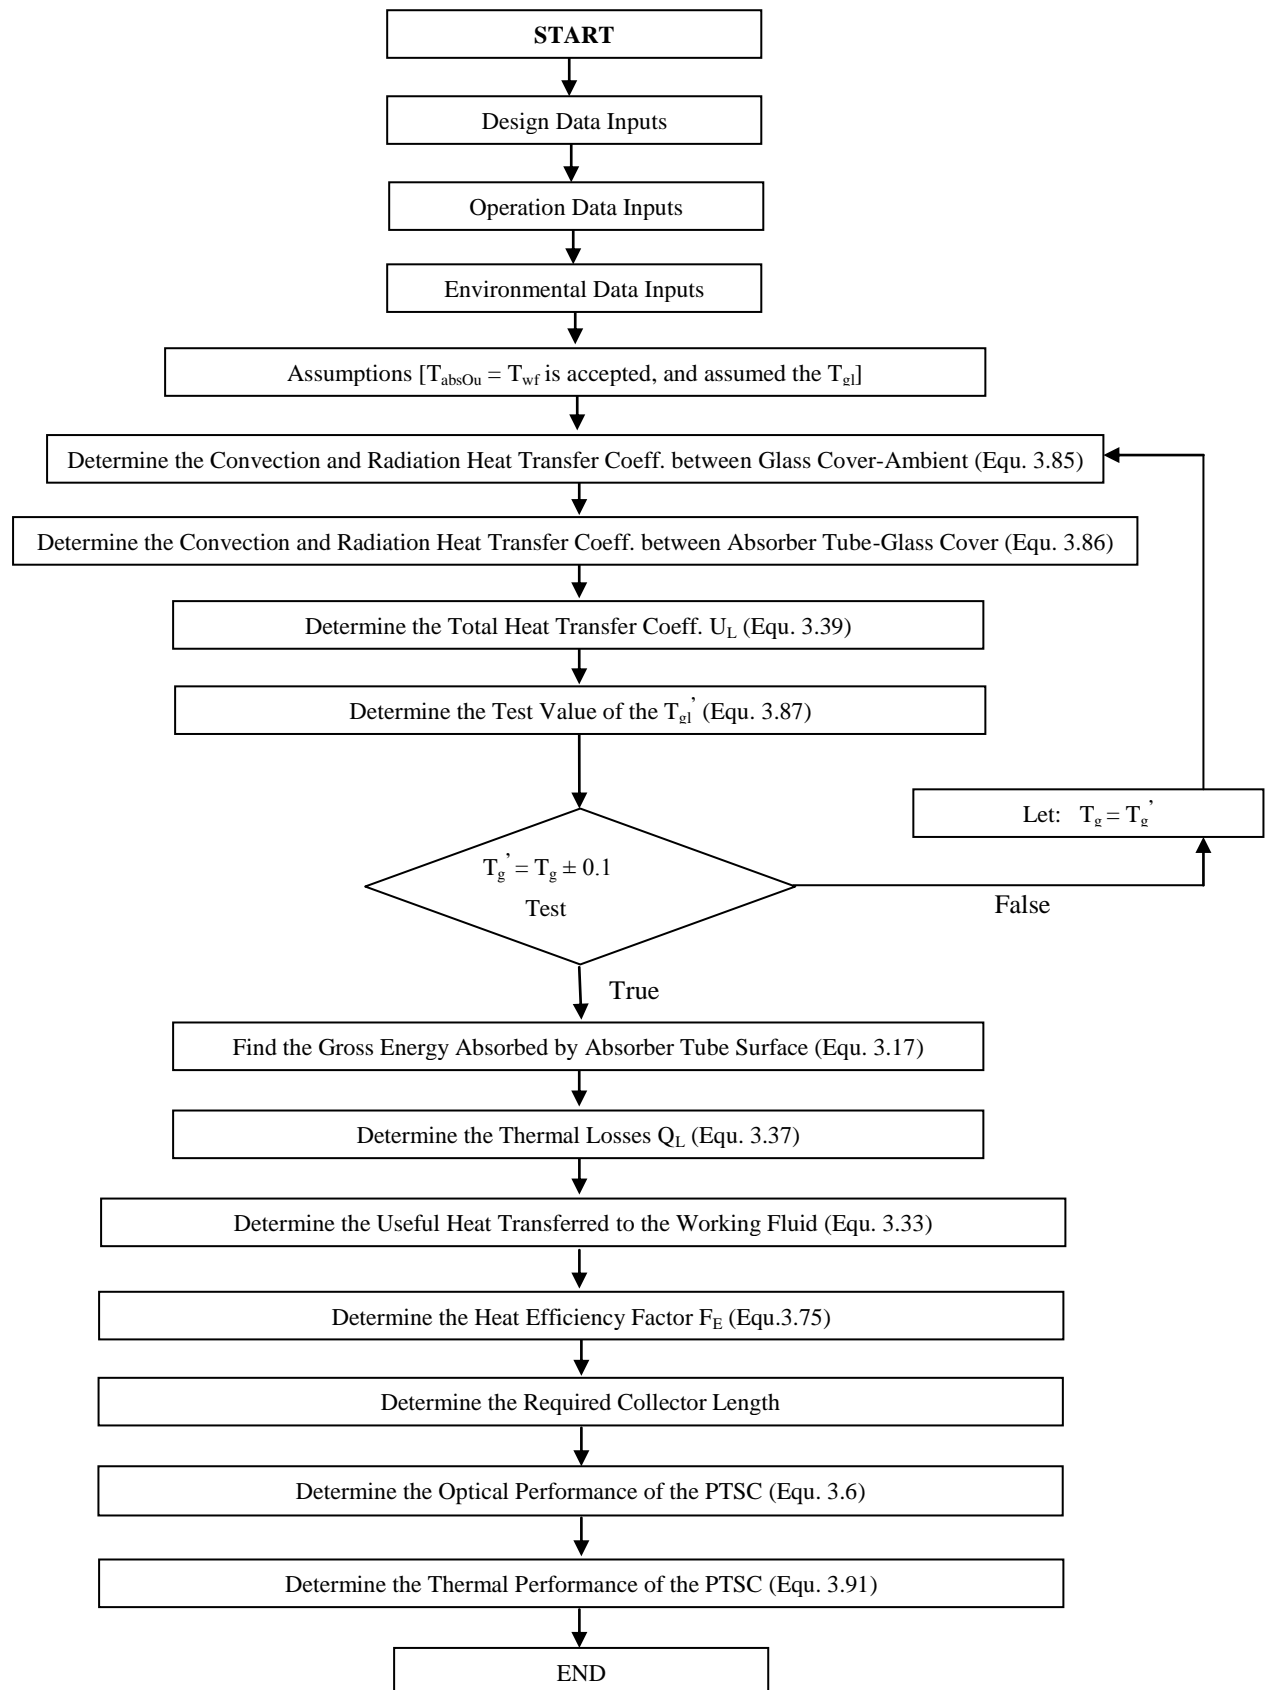 START
Design Data Inputs
Operation Data Inputs
Environmental Data Inputs
Assumptions [TabsOu = Twf is accepted, and assumed the Tgl]
Determine the Convection and Radiation Heat Transfer Coeff. between Glass Cover-Ambient (Equ. 3.85)
Determine the Convection and Radiation Heat Transfer Coeff. between Absorber Tube-Glass Cover (Equ. 3.86)
Determine the Total Heat Transfer Coeff. UL (Equ. 3.39)
Determine the Test Value of the Tgl' (Equ. 3.87)
Let: Tg = Tg'
Tg' = Tg ± 0.1
Test
False
True
Find the Gross Energy Absorbed by Absorber Tube Surface (Equ. 3.17)
Determine the Thermal Losses QL (Equ. 3.37)
Determine the Useful Heat Transferred to the Working Fluid (Equ. 3.33)
Determine the Heat Efficiency Factor FE (Equ.3.75)
Determine the Required Collector Length
Determine the Optical Performance of the PTSC (Equ. 3.6)
Determine the Thermal Performance of the PTSC (Equ. 3.91)
END